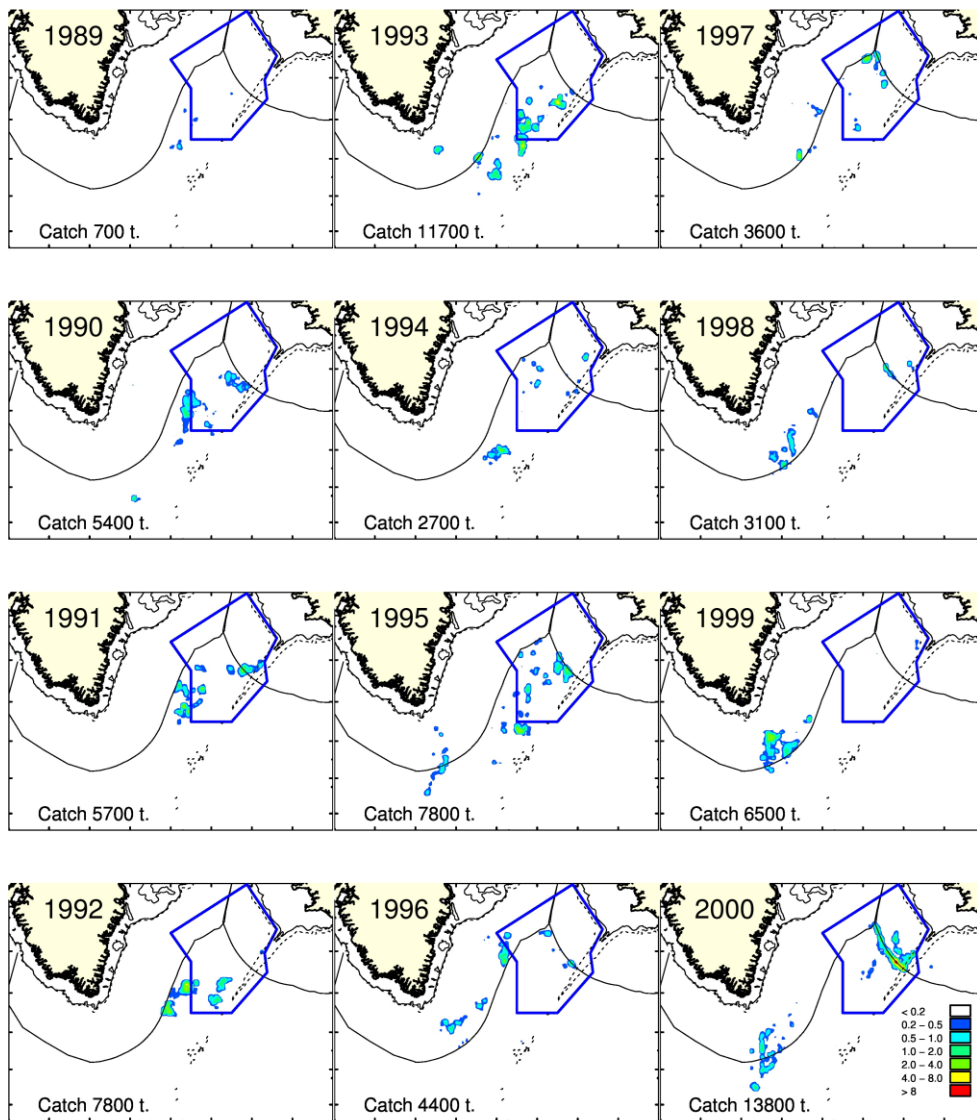 1989
Catch 700 t.
1993
Catch 11700 t.
1997
Catch 3600 t.
1990
Catch 5400 t.
1994
Catch 2700 t.
1998
Catch 3100 t.
1991
Catch 5700 t.
1995
Catch 7800 t.
1999
Catch 6500 t.
1992
Catch 7800 t.
1996
Catch 4400 t.
2000
Catch 13800 t.
< 0.2
0.2 – 0.5
0.5 – 1.0
1.0 – 2.0
2.0 – 4.0
4.0 – 8.0
> 8